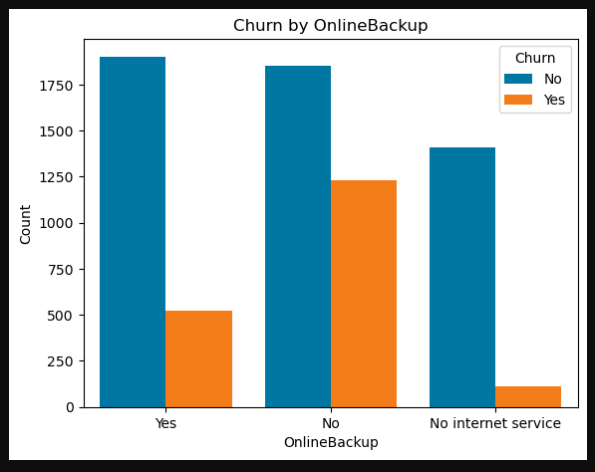 Churn by OnlineBackup
Churn
No
Yes
1750
1500
1250
1000
750
500
250
0
Count
Yes
No
No internet service
OnlineBackup